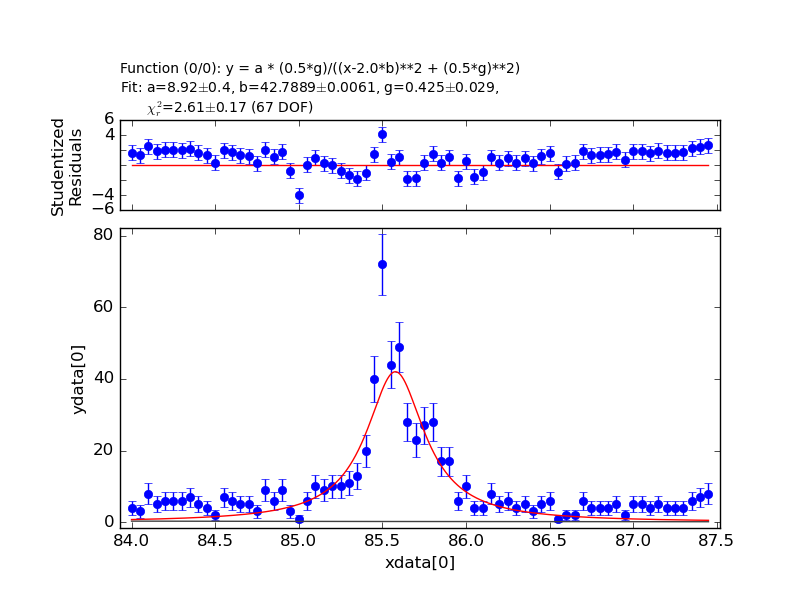 Function (0/0): y = a * (0.5*g)/((x-2.0*b)**2 + (0.5*g)**2)
Fit: a=8.92±0.4, b=42.7889±0.0061, g=0.425±0.029,
χ²ᵣ=2.61±0.17 (67 DOF)
Studentized
Residuals
6
4
−4
−6
ydata[0]
80
60
40
20
0
84.0 84.5 85.0 85.5 86.0 86.5 87.0 87.5
xdata[0]